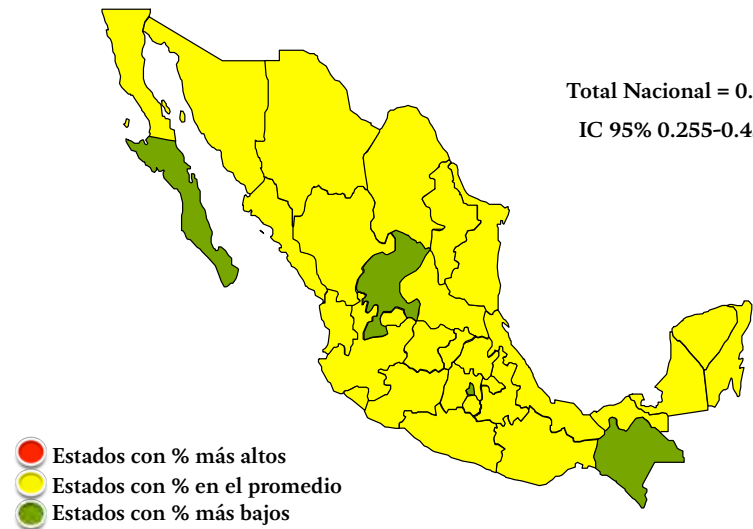 Total Nacional = 0.
IC 95% 0.255-0.4
Estados con % más altos
Estados con % en el promedio
Estados con % más bajos